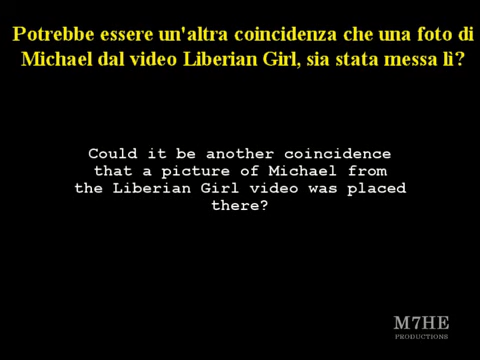 Potrebbe essere un'altra coincidenza che una foto di
Michael dal video Liberian Girl, sia stata messa lì?
Could it be another coincidence
that a picture of Michael from
the Liberian Girl video was placed
there?
M7HE
PRODUCTIONS